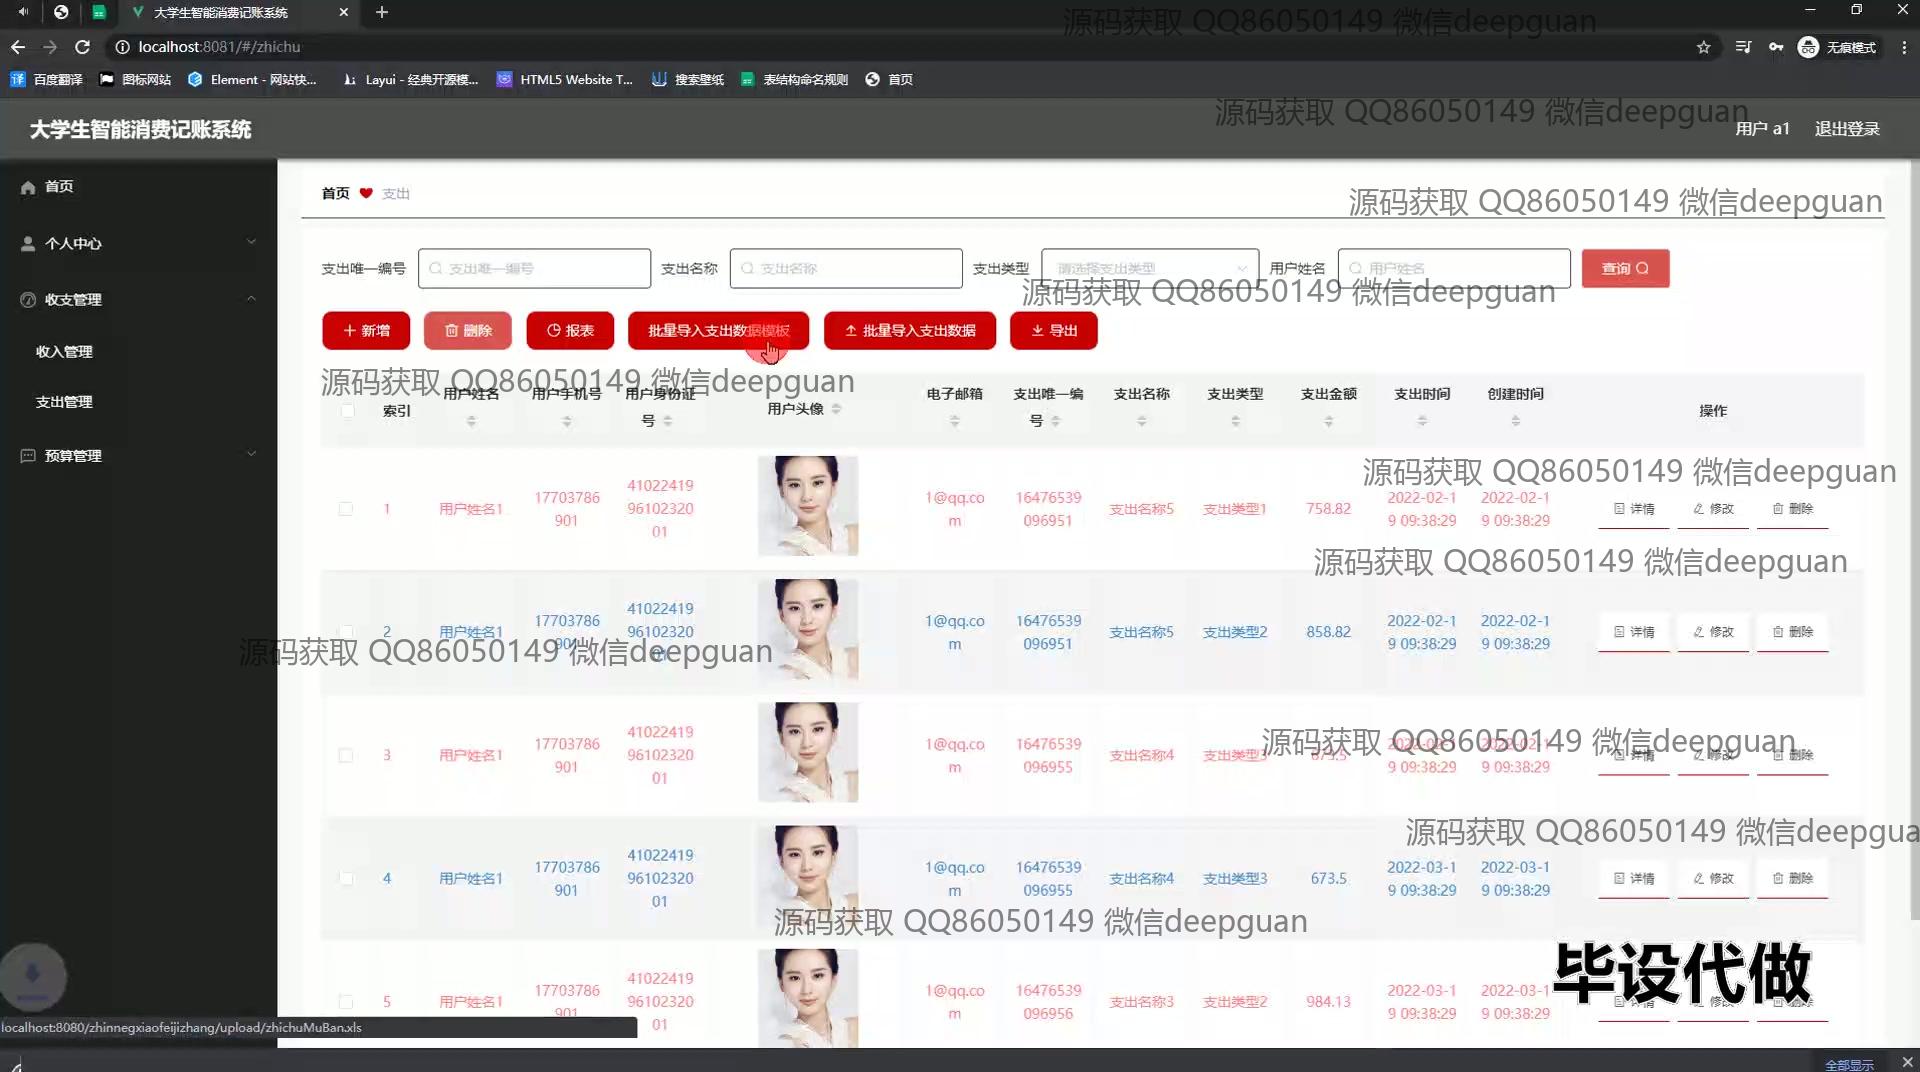 大学生智能消费记账系统
源码获取 QQ86050149 微信deepguan
localhost:8081/#/zhichu
无痕模式
百度翻译 图标网站 Element - 网站快... Layui - 经典开源模... HTML5 Website T... 搜索壁纸 表结构命名规则 首页
源码获取 QQ86050149 微信deepguan
大学生智能消费记账系统 用户 a1 退出登录
首页
个人中心
收支管理
收入管理
支出管理
预算管理
首页 支出
源码获取 QQ86050149 微信deepguan
支出唯一编号 支出唯一编号 支出名称 支出名称 支出类型 请选择支出类型 用户姓名 用户姓名 查询
源码获取 QQ86050149 微信deepguan
新增 删除 报表 批量导入支出数据模板 批量导入支出数据 导出
源码获取 QQ86050149 微信deepguan
索引 用户姓名 用户手机号 用户身份证号 用户头像 电子邮箱 支出唯一编号 支出名称 支出类型 支出金额 支出时间 创建时间 操作
源码获取 QQ86050149 微信deepguan
1 用户姓名1 17703786901 410224199610232001 1@qq.com 16476539096951 支出名称5 支出类型1 758.82 2022-02-19 09:38:29 2022-02-19 09:38:29 详情 修改 删除
源码获取 QQ86050149 微信deepguan
2 用户姓名1 17703786901 410224199610232001 1@qq.com 16476539096951 支出名称5 支出类型2 858.82 2022-02-19 09:38:29 2022-02-19 09:38:29 详情 修改 删除
源码获取 QQ86050149 微信deepguan
源码获取 QQ86050149 微信deepguan
3 用户姓名1 17703786901 410224199610232001 1@qq.com 16476539096955 支出名称4 支出类型3 673.5 2022-02-19 09:38:29 2022-02-19 09:38:29 详情 修改 删除
源码获取 QQ86050149 微信deepgua
4 用户姓名1 17703786901 410224199610232001 1@qq.com 16476539096955 支出名称4 支出类型3 673.5 2022-03-19 09:38:29 2022-03-19 09:38:29 详情 修改 删除
源码获取 QQ86050149 微信deepguan
毕设代做
5 用户姓名1 17703786901 410224199610232001 1@qq.com 16476539096956 支出名称3 支出类型2 984.13 2022-03-19 09:38:29 2022-03-19 09:38:29
localhost:8080/zhinnegxiaofeijizhang/upload/zhichuMuBan.xls
全部显示